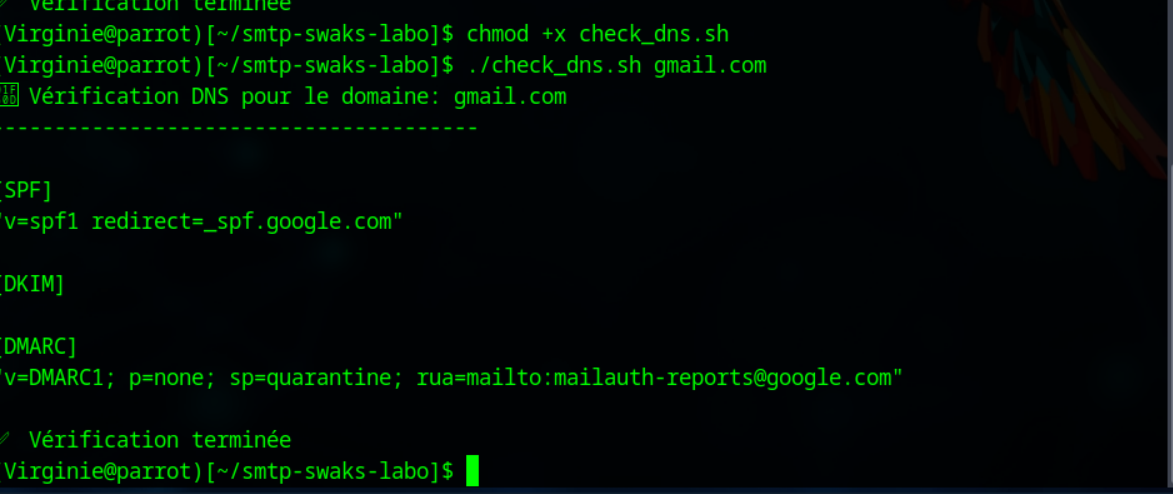 ✓ Vérification terminée
(Virginie@parrot)[~/smtp-swaks-labo]$ chmod +x check_dns.sh
(Virginie@parrot)[~/smtp-swaks-labo]$ ./check_dns.sh gmail.com
Vérification DNS pour le domaine: gmail.com
---------------------------------------
[SPF]
"v=spf1 redirect=_spf.google.com"
[DKIM]
[DMARC]
"v=DMARC1; p=none; sp=quarantine; rua=mailto:mailauth-reports@google.com"
✓ Vérification terminée
(Virginie@parrot)[~/smtp-swaks-labo]$